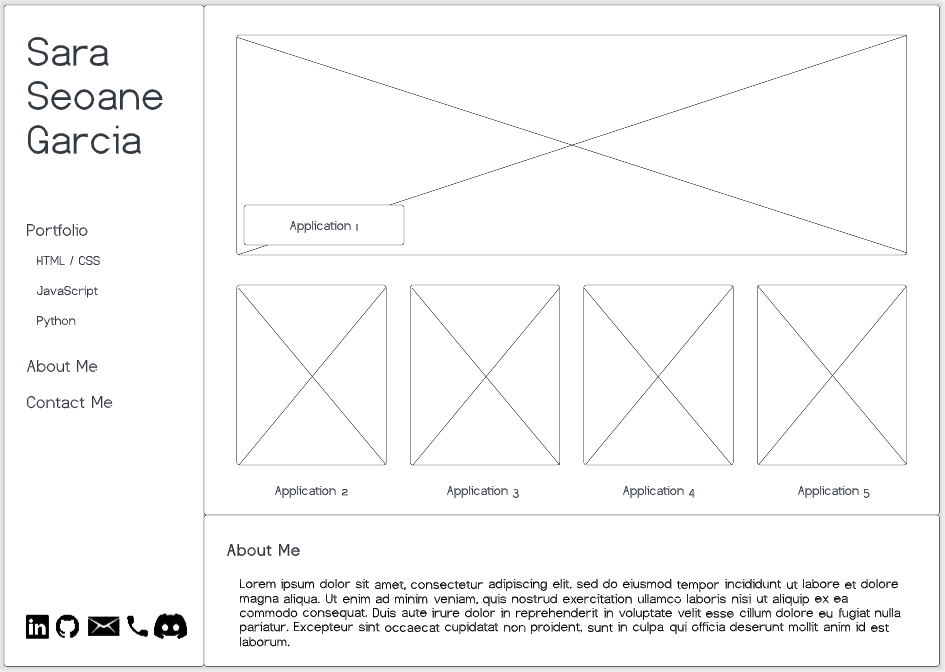 Sara
Seoane
Garcia
Portfolio
HTML / CSS
JavaScript
Python
About Me
Contact Me
in
Application 1
Application 2
Application 3
Application 4
Application 5
About Me
Lorem ipsum dolor sit amet, consectetur adipiscing elit, sed do eiusmod tempor incididunt ut labore et dolore
magna aliqua. Ut enim ad minim veniam, quis nostrud exercitation ullamco laboris nisi ut aliquip ex ea
commodo consequat. Duis aute irure dolor in reprehenderit in voluptate velit esse cillum dolore eu fugiat nulla
pariatur. Excepteur sint occaecat cupidatat non proident, sunt in culpa qui officia deserunt mollit anim id est
laborum.